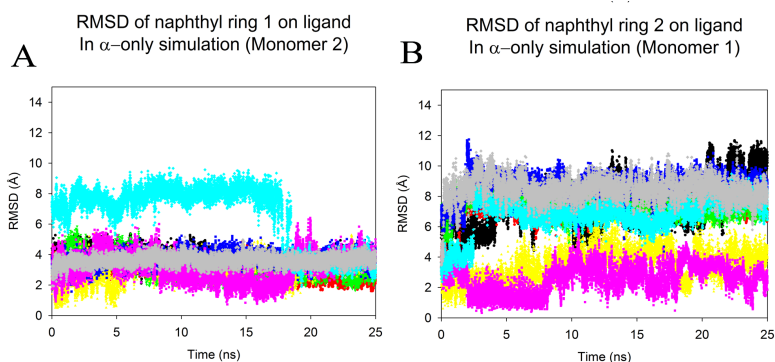 RMSD of naphthyl ring 1 on ligand
In α-only simulation (Monomer 2)
A
14
12
10
8
6
4
2
0
RMSD (Å)
0 5 10 15 20 25
Time (ns)
RMSD of naphthyl ring 2 on ligand
In α-only simulation (Monomer 1)
B
14
12
10
8
6
4
2
0
RMSD (Å)
0 5 10 15 20 25
Time (ns)